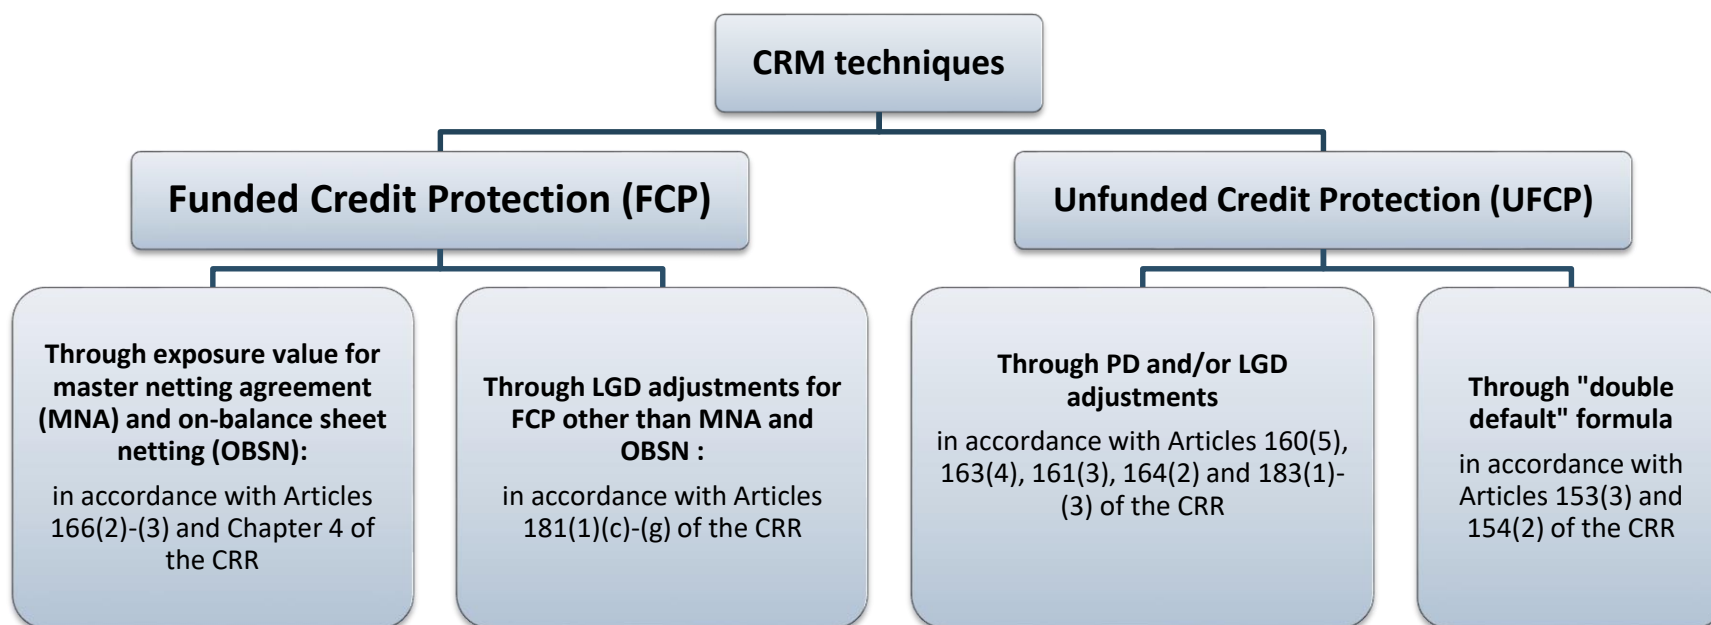 CRM techniques
Funded Credit Protection (FCP)
Unfunded Credit Protection (UFCP)
Through exposure value for
master netting agreement
(MNA) and on-balance sheet
netting (OBSN):
in accordance with Articles
166(2)-(3) and Chapter 4 of
the CRR
Through LGD adjustments for
FCP other than MNA and
OBSN :
in accordance with Articles
181(1)(c)-(g) of the CRR
Through PD and/or LGD
adjustments
in accordance with Articles 160(5),
163(4), 161(3), 164(2) and 183(1)-
(3) of the CRR
Through "double
default" formula
in accordance with
Articles 153(3) and
154(2) of the CRR